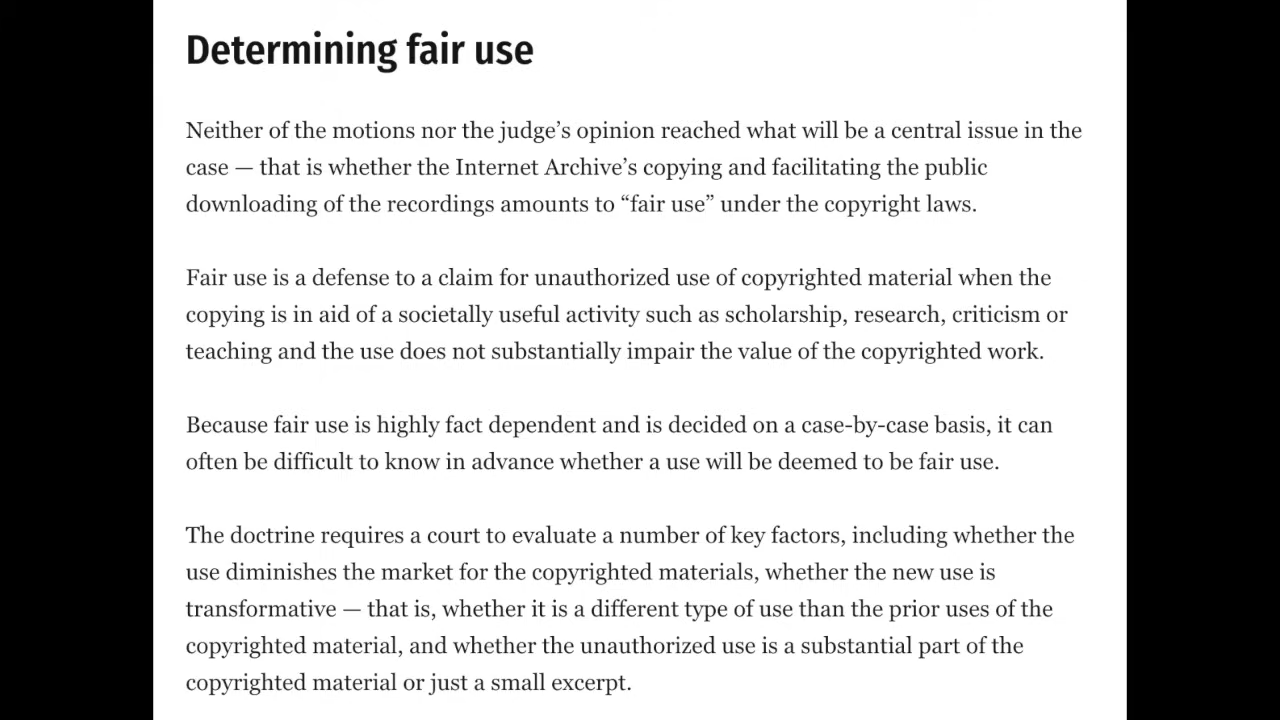 Determining fair use
Neither of the motions nor the judge’s opinion reached what will be a central issue in the
case — that is whether the Internet Archive’s copying and facilitating the public
downloading of the recordings amounts to “fair use” under the copyright laws.
Fair use is a defense to a claim for unauthorized use of copyrighted material when the
copying is in aid of a societally useful activity such as scholarship, research, criticism or
teaching and the use does not substantially impair the value of the copyrighted work.
Because fair use is highly fact dependent and is decided on a case-by-case basis, it can
often be difficult to know in advance whether a use will be deemed to be fair use.
The doctrine requires a court to evaluate a number of key factors, including whether the
use diminishes the market for the copyrighted materials, whether the new use is
transformative — that is, whether it is a different type of use than the prior uses of the
copyrighted material, and whether the unauthorized use is a substantial part of the
copyrighted material or just a small excerpt.